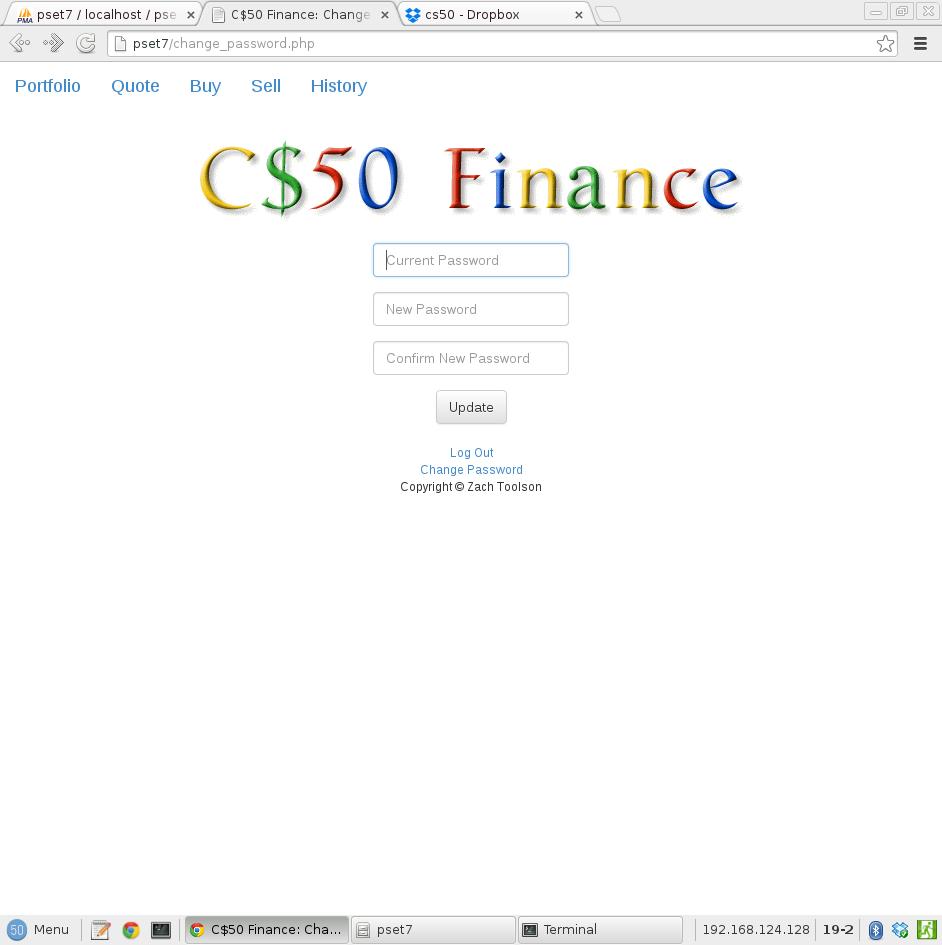 pset7 / localhost / pse
C$50 Finance: Change
cs50 - Dropbox
pset7/change_password.php
Portfolio Quote Buy Sell History
C$50 Finance
Current Password
New Password
Confirm New Password
Update
Log Out
Change Password
Copyright © Zach Toolson
50 Menu C$50 Finance: Cha... pset7 Terminal 192.168.124.128 19-2